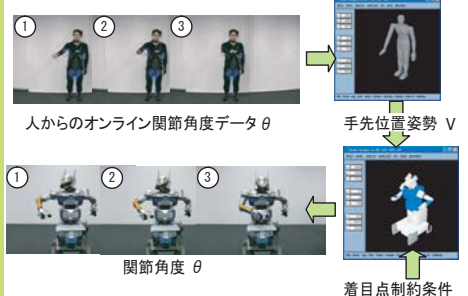 ① ② ③
人からのオンライン関節角度データ θ
手先位置姿勢 V
① ② ③
関節角度 θ
着目点制約条件